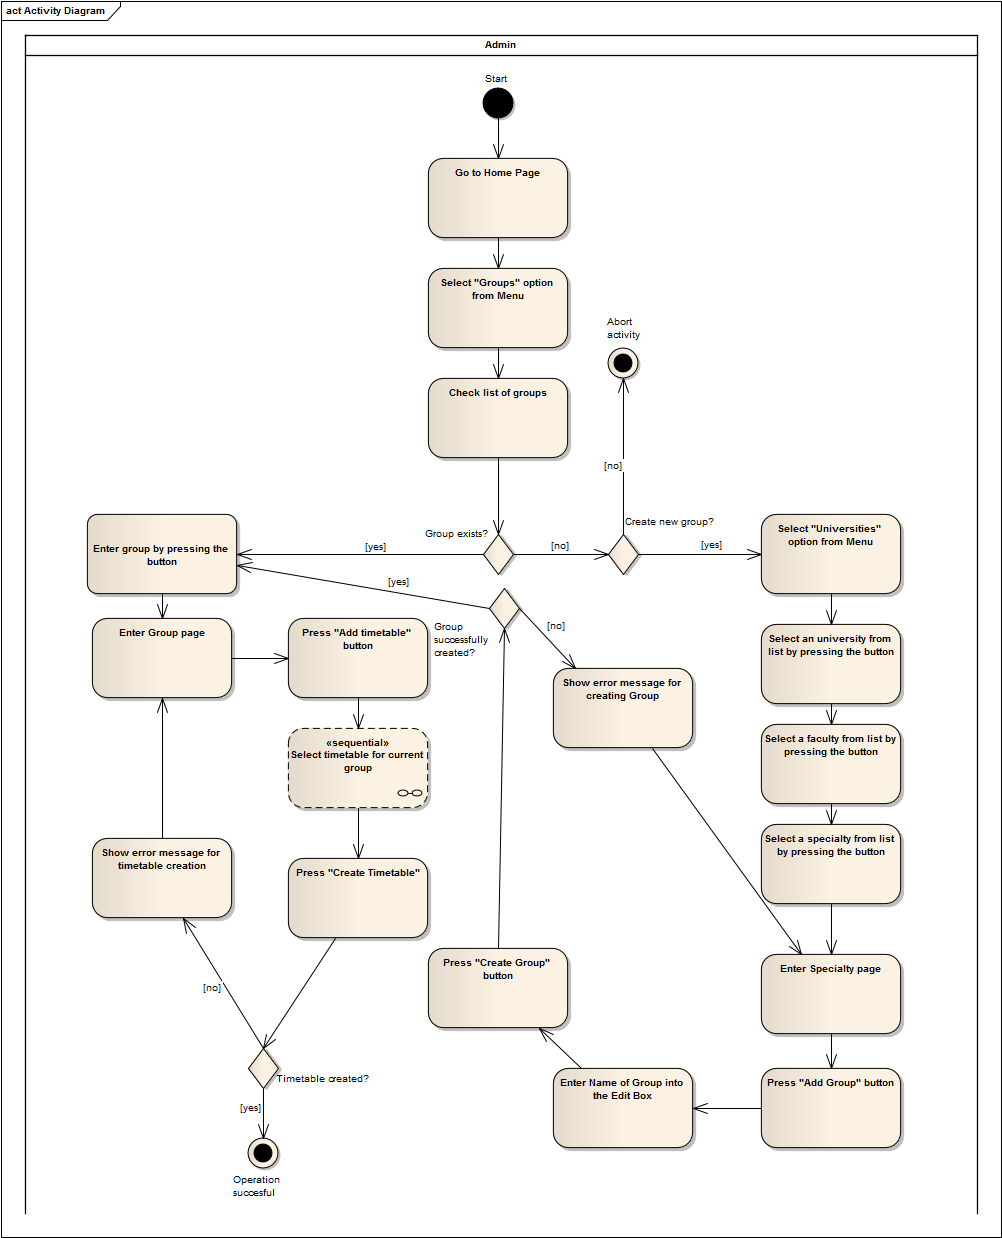 act Activity Diagram
Admin
Start
Go to Home Page
Select "Groups" option
from Menu
Abort
activity
Check list of groups
[no]
Group exists?
Create new group?
[yes]
[no]
[yes]
Select "Universities"
option from Menu
Enter group by pressing the
button
[yes]
Group
successfully
created?
[no]
Enter Group page
Press "Add timetable"
button
Select an university from
list by pressing the button
Show error message for
creating Group
«sequential»
Select timetable for current
group
Select a faculty from list by
pressing the button
Select a specialty from list
by pressing the button
Show error message for
timetable creation
Press "Create Timetable"
Press "Create Group"
button
Enter Specialty page
[no]
Timetable created?
[yes]
Enter Name of Group into
the Edit Box
Press "Add Group" button
Operation
succesful